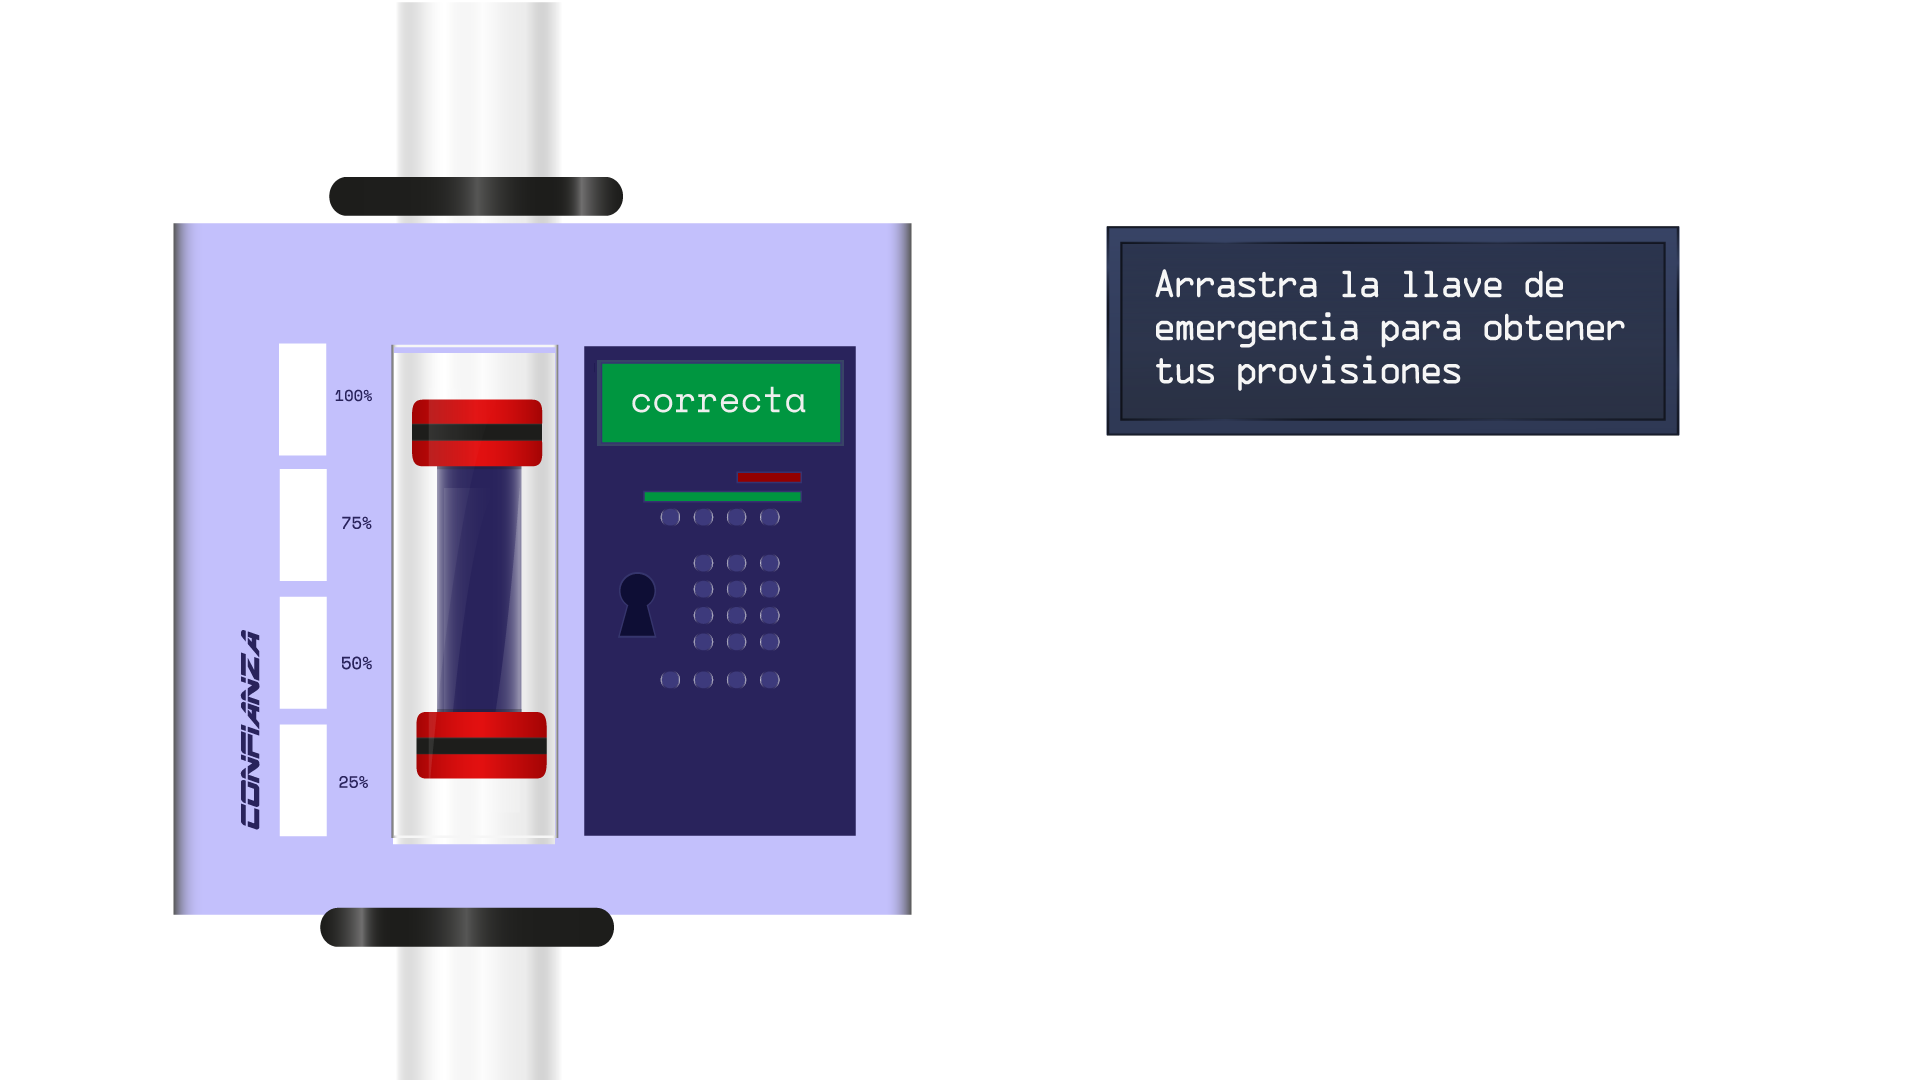 Arrastra la llave de
emergencia para obtener
tus provisiones
correcta
100%
75%
50%
25%
CONFIANZA